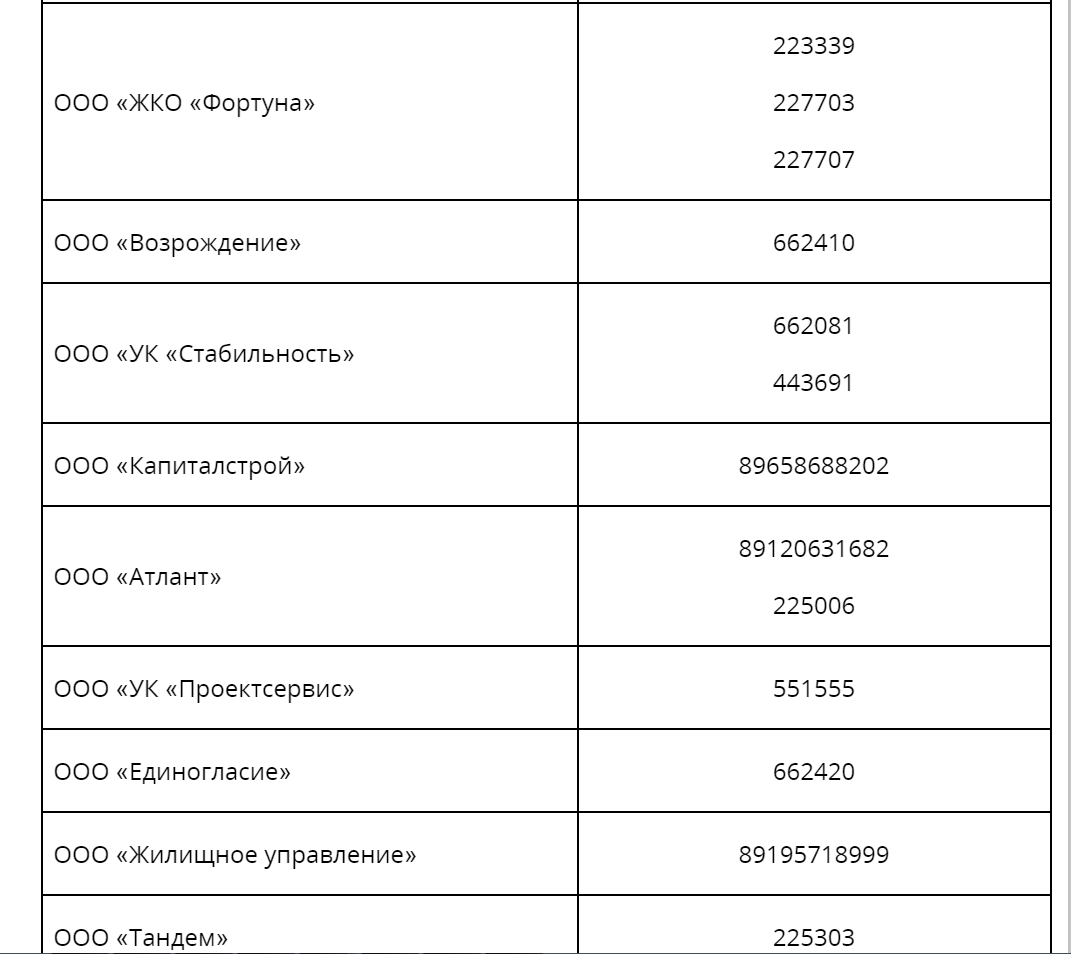 ООО «ЖКО «Фортуна»
223339
227703
227707
ООО «Возрождение»
662410
ООО «УК «Стабильность»
662081
443691
ООО «Капиталстрой»
89658688202
ООО «Атлант»
89120631682
225006
ООО «УК «Проектсервис»
551555
ООО «Единогласие»
662420
ООО «Жилищное управление»
89195718999
ООО «Тандем»
225303